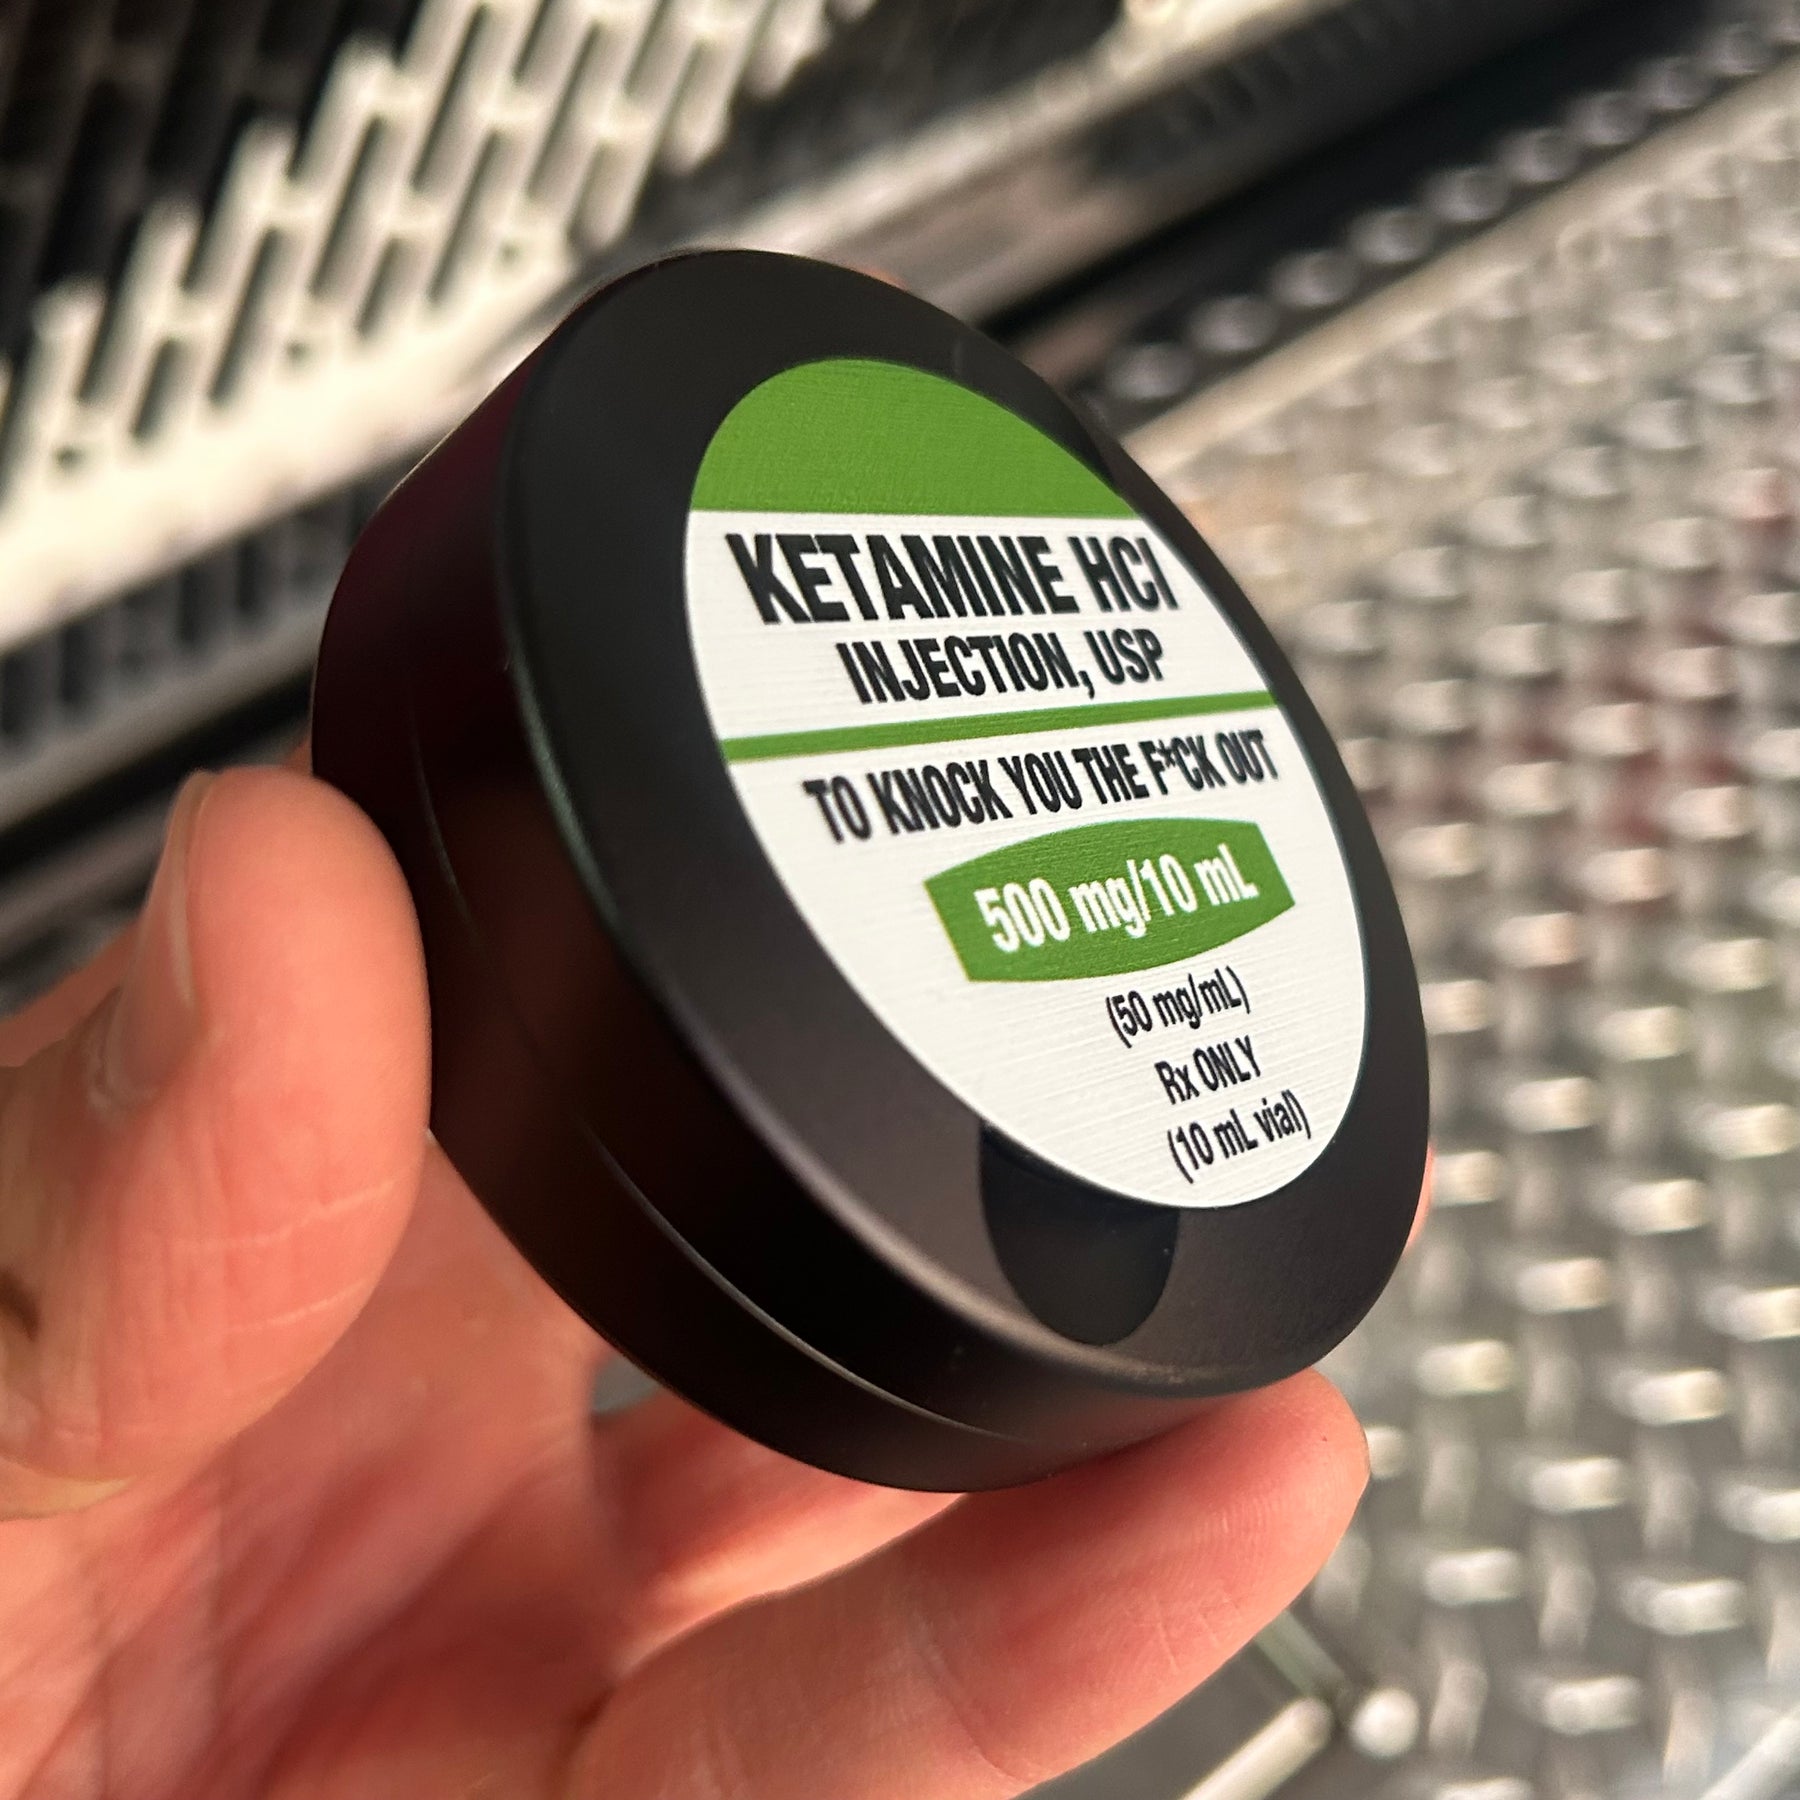 KETAMINE HCl
INJECTION, USP
TO KNOCK YOU THE F*CK OUT
500 mg/10 mL
(50 mg/mL)
Rx ONLY
(10 mL vial)